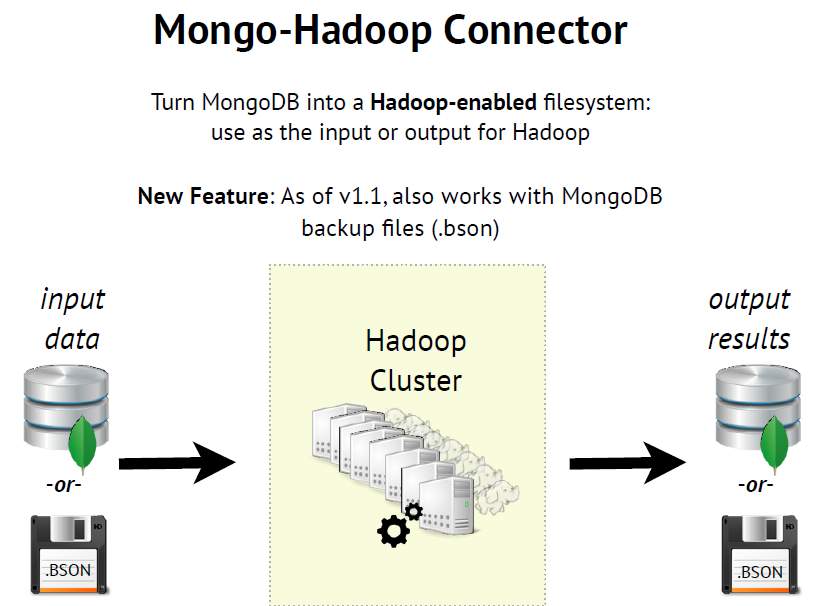 Mongo-Hadoop Connector
Turn MongoDB into a Hadoop-enabled filesystem:
use as the input or output for Hadoop
New Feature: As of v1.1, also works with MongoDB
backup files (.bson)
input
data
-or-
.BSON
Hadoop
Cluster
output
results
-or-
.BSON